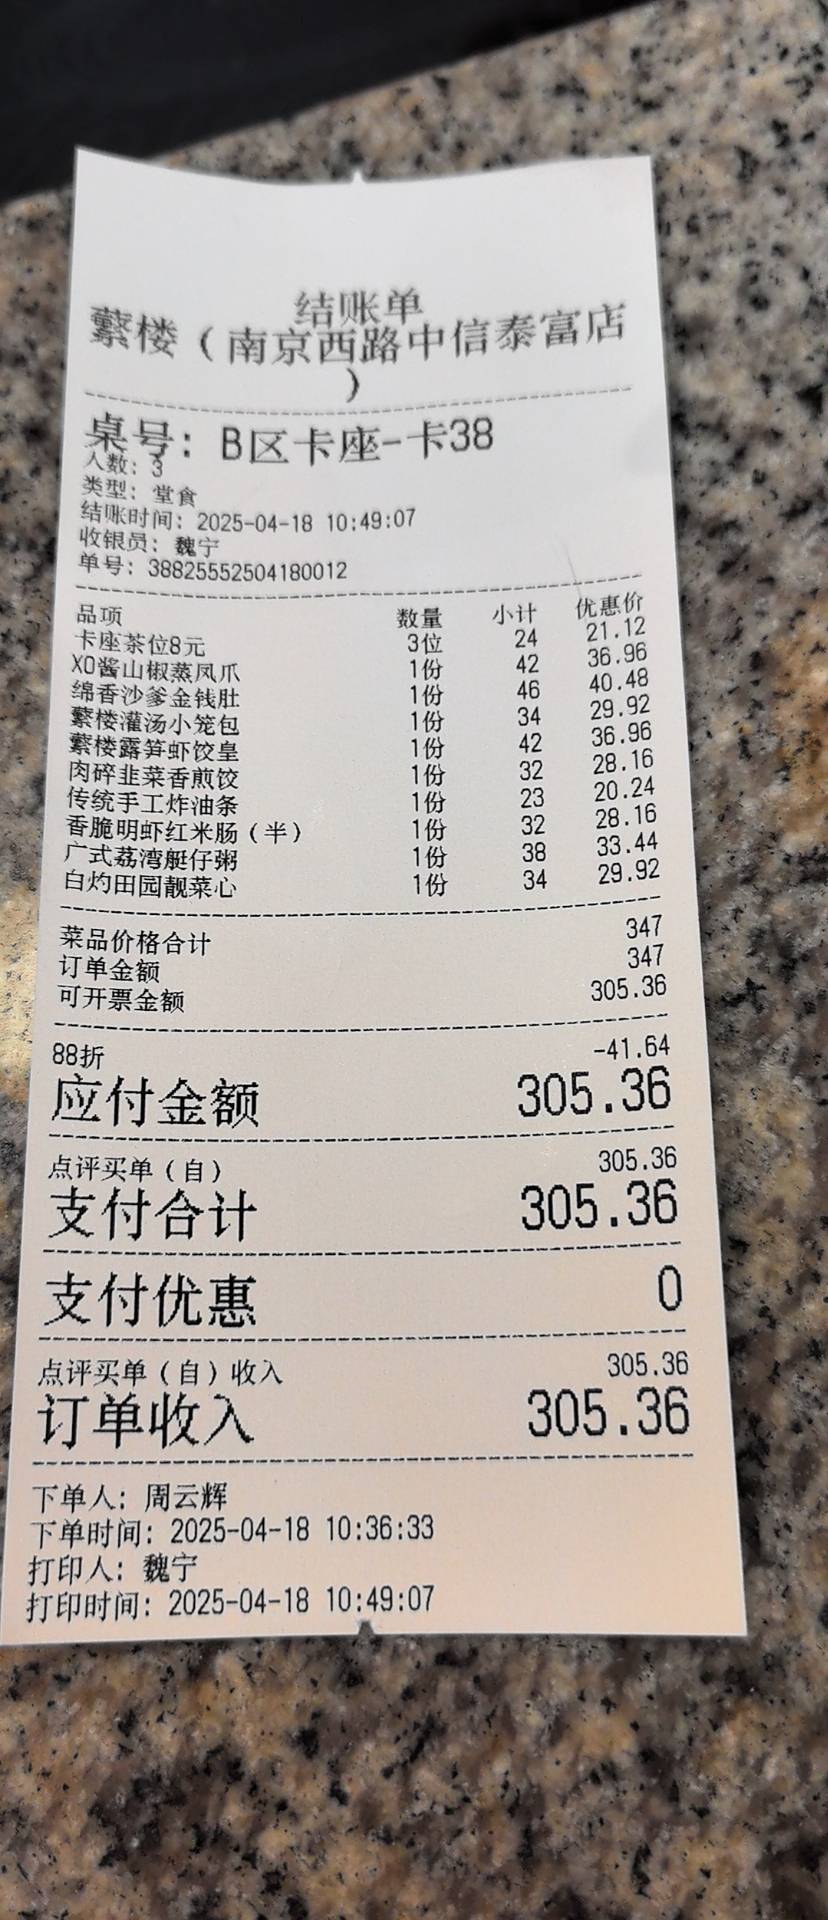 结账单
蘩楼（南京西路中信泰富店
）
桌号: B区卡座-卡38
人数: 3
类型: 堂食
结账时间: 2025-04-18 10:49:07
收银员: 魏宁
单号: 38825552504180012
品项 数量 小计 优惠价
卡座茶位8元 3位 24 21.12
XO酱山椒蒸凤爪 1份 42 36.96
绵香沙爹金钱肚 1份 46 40.48
蘩楼灌汤小笼包 1份 34 29.92
蘩楼露笋虾饺皇 1份 42 36.96
肉碎韭菜香煎饺 1份 32 28.16
传统手工炸油条 1份 23 20.24
香脆明虾红米肠（半） 1份 32 28.16
广式荔湾艇仔粥 1份 38 33.44
白灼田园靓菜心 1份 34 29.92
菜品价格合计 347
订单金额 347
可开票金额 305.36
88折 -41.64
应付金额 305.36
点评买单（自） 305.36
支付合计 305.36
支付优惠 0
点评买单（自）收入 305.36
订单收入 305.36
下单人: 周云辉
下单时间: 2025-04-18 10:36:33
打印人: 魏宁
打印时间: 2025-04-18 10:49:07